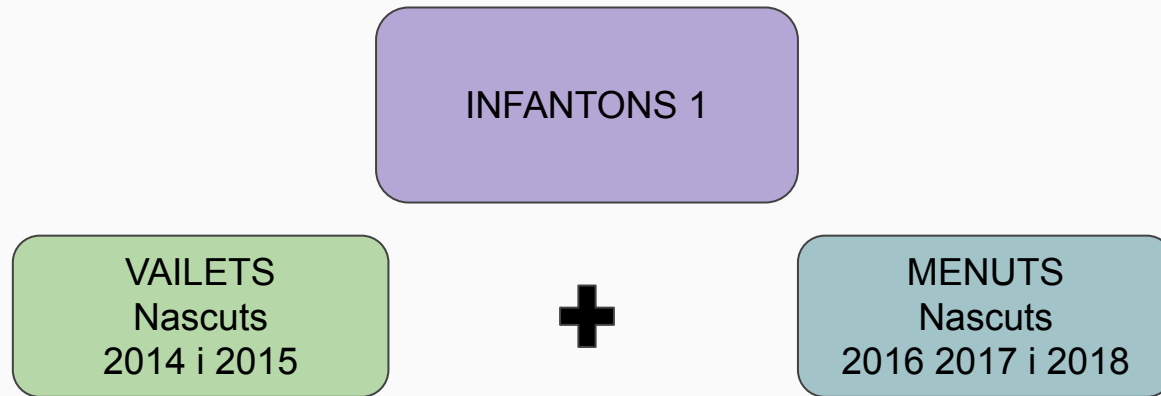 INFANTONS 1
VAILETS
Nascuts
2014 i 2015
MENUTS
Nascuts
2016 2017 i 2018